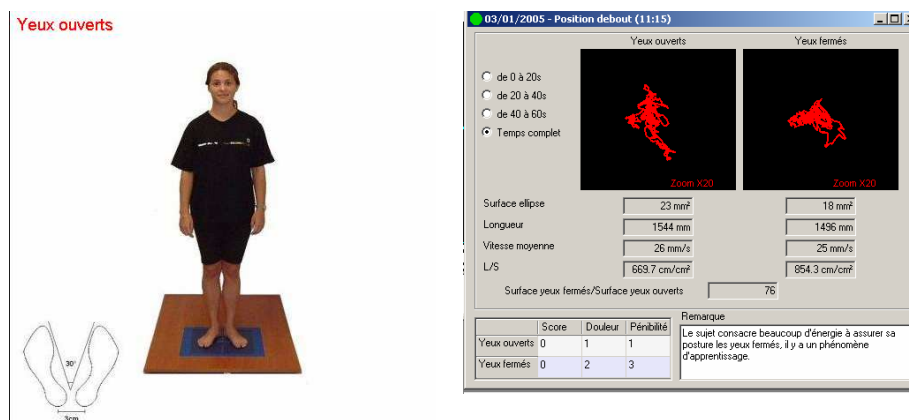 Yeux ouverts
30°
3cm
03/01/2005 - Position debout (11:15)
Yeux ouverts Yeux fermés
de 0 à 20s
de 20 à 40s
de 40 à 60s
Temps complet
Zoom X20 Zoom X20
Surface ellipse 23 mm² 18 mm²
Longueur 1544 mm 1496 mm
Vitesse moyenne 26 mm/s 25 mm/s
L/S 669.7 cm/cm² 854.3 cm/cm²
Surface yeux fermés/Surface yeux ouverts 76
Score Douleur Pénibilité
Yeux ouverts 0 1 1
Yeux fermés 0 2 3
Remarque
Le sujet consacre beaucoup d'énergie à assurer sa
posture les yeux fermés, il y a un phénomène
d'apprentissage.